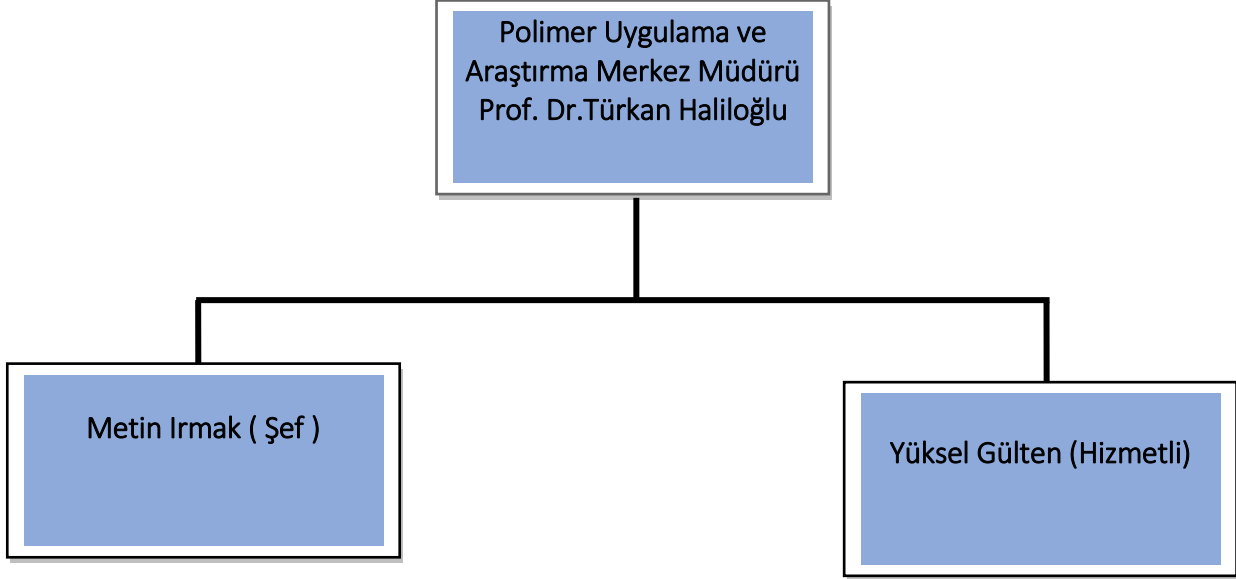 Polimer Uygulama ve
Araştırma Merkez Müdürü
Prof. Dr.Türkan Haliloğlu
Metin Irmak ( Şef )
Yüksel Gülten (Hizmetli)